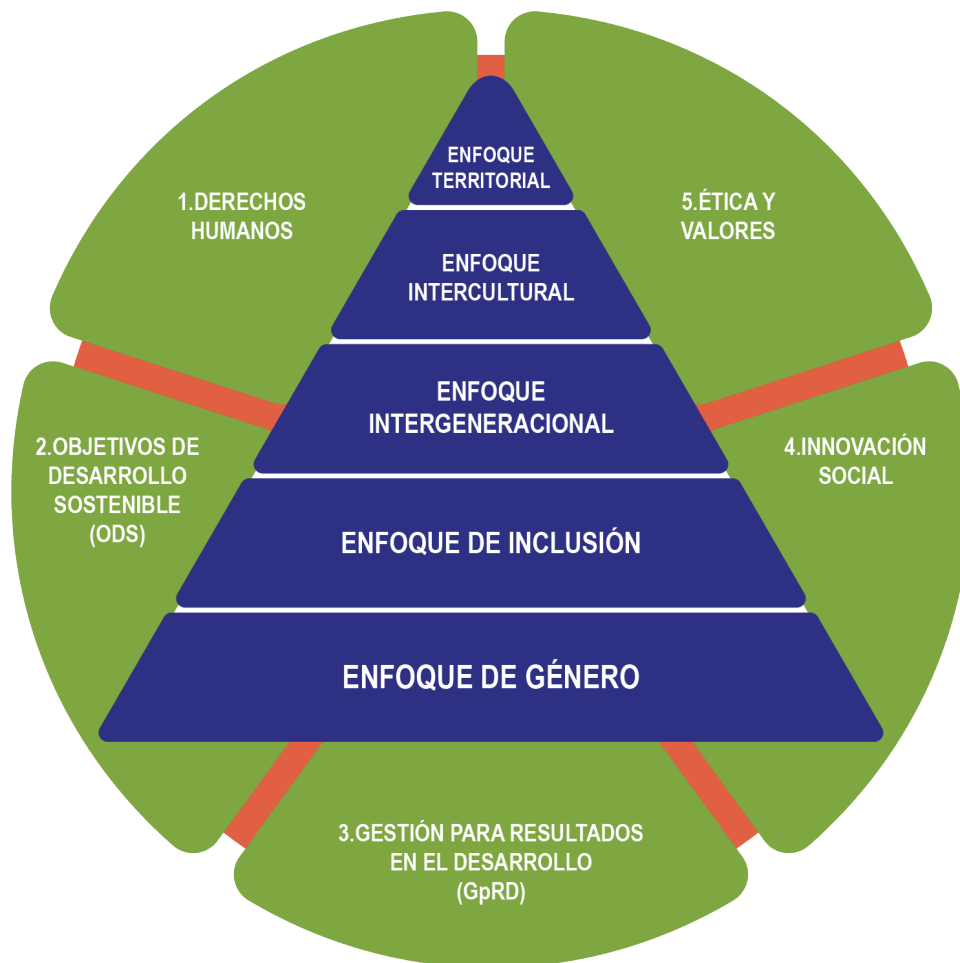 ENFOQUE
TERRITORIAL
1.DERECHOS
HUMANOS
5.ÉTICA Y
VALORES
ENFOQUE
INTERCULTURAL
ENFOQUE
INTERGENERACIONAL
2.OBJETIVOS DE
DESARROLLO
SOSTENIBLE
(ODS)
4.INNOVACIÓN
SOCIAL
ENFOQUE DE INCLUSIÓN
ENFOQUE DE GÉNERO
3.GESTIÓN PARA RESULTADOS
EN EL DESARROLLO
(GpRD)